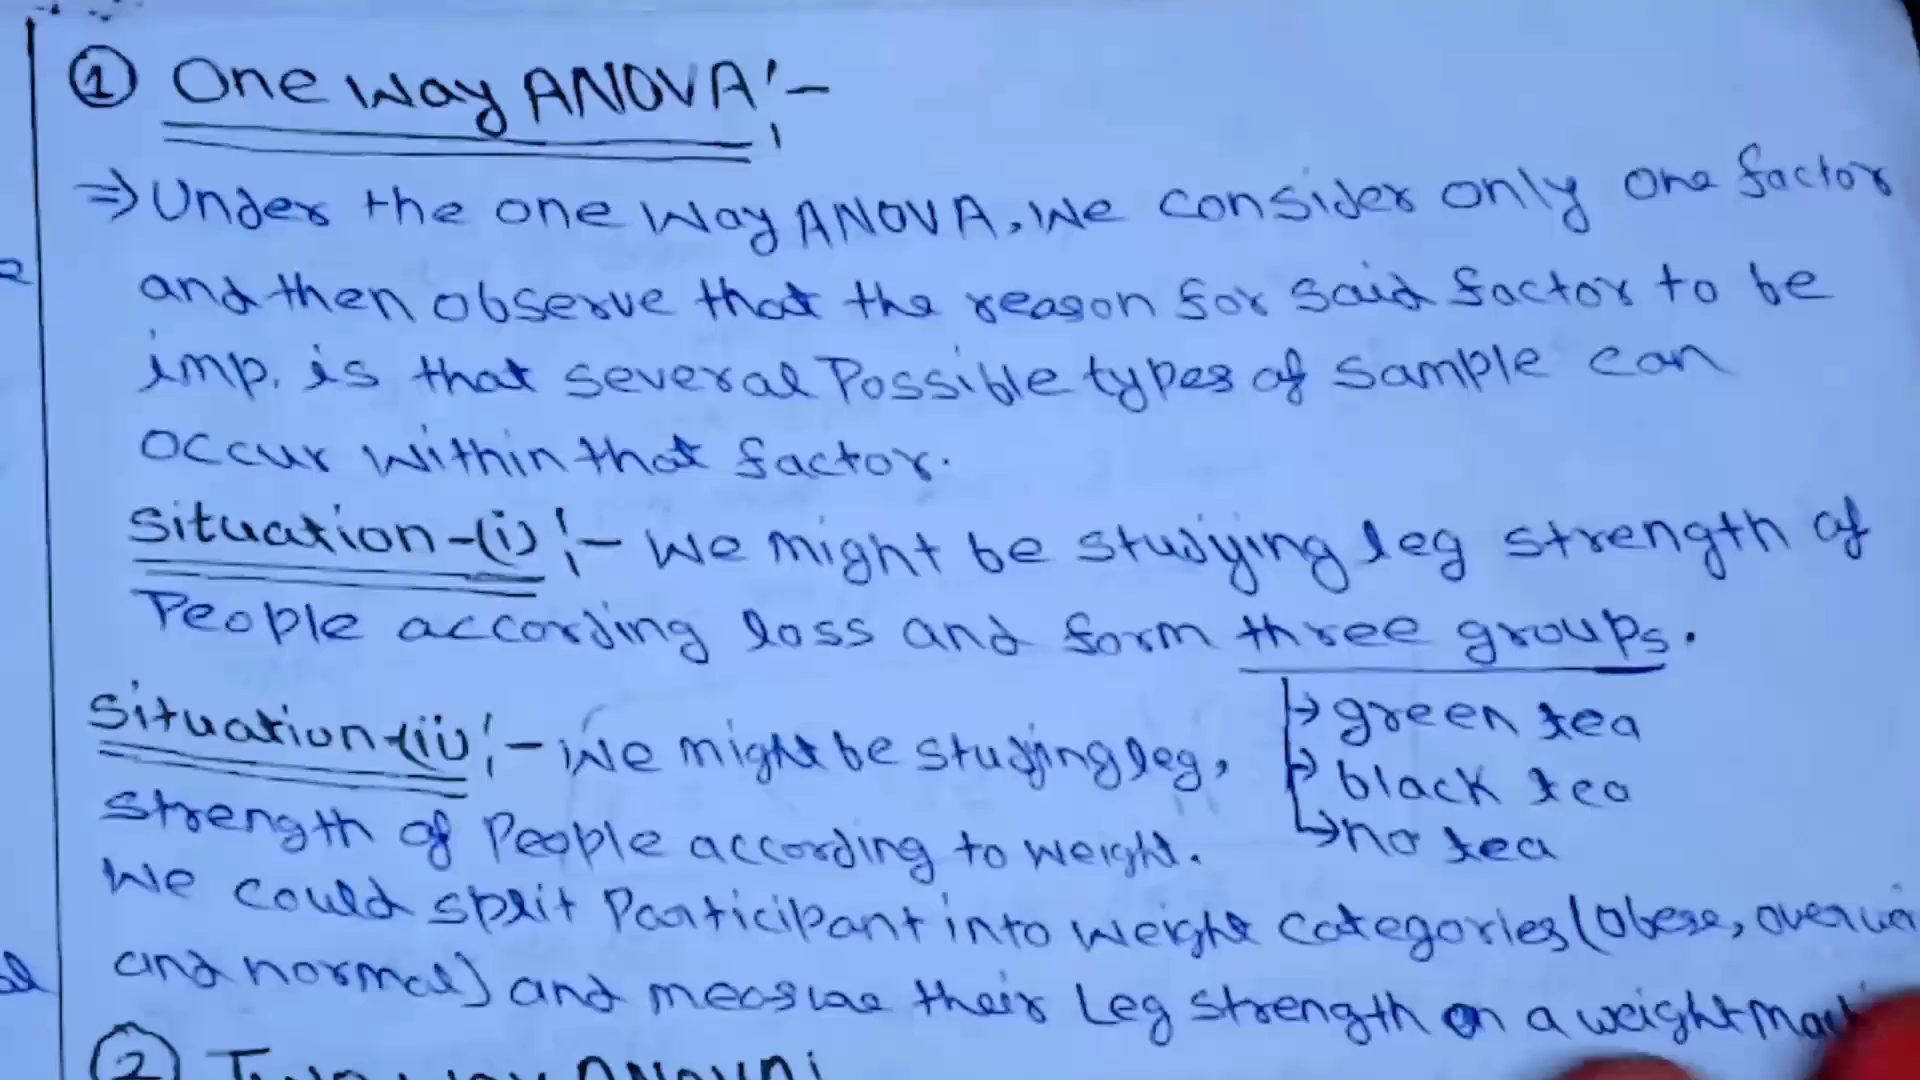 ① One Way ANOVA:-
⇒ Under the one way ANOVA, we consider only one factor
and then observe that the reason for said factor to be
imp. is that several possible types of sample can
occur within that factor.
Situation-(i):- We might be studying leg strength of
People according loss and form three groups.
→ green tea
→ black tea
→ no tea
Situation-(ii):- We might be studying leg,
strength of People according to weight.
We could split Participant into weight categories (obese,
and normal) and measure their Leg strength on a weight
② Two way ANOVA: